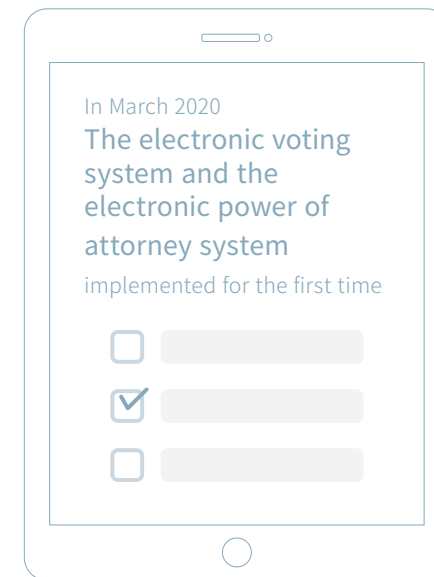 In March 2020
The electronic voting
system and the
electronic power of
attorney system
implemented for the first time